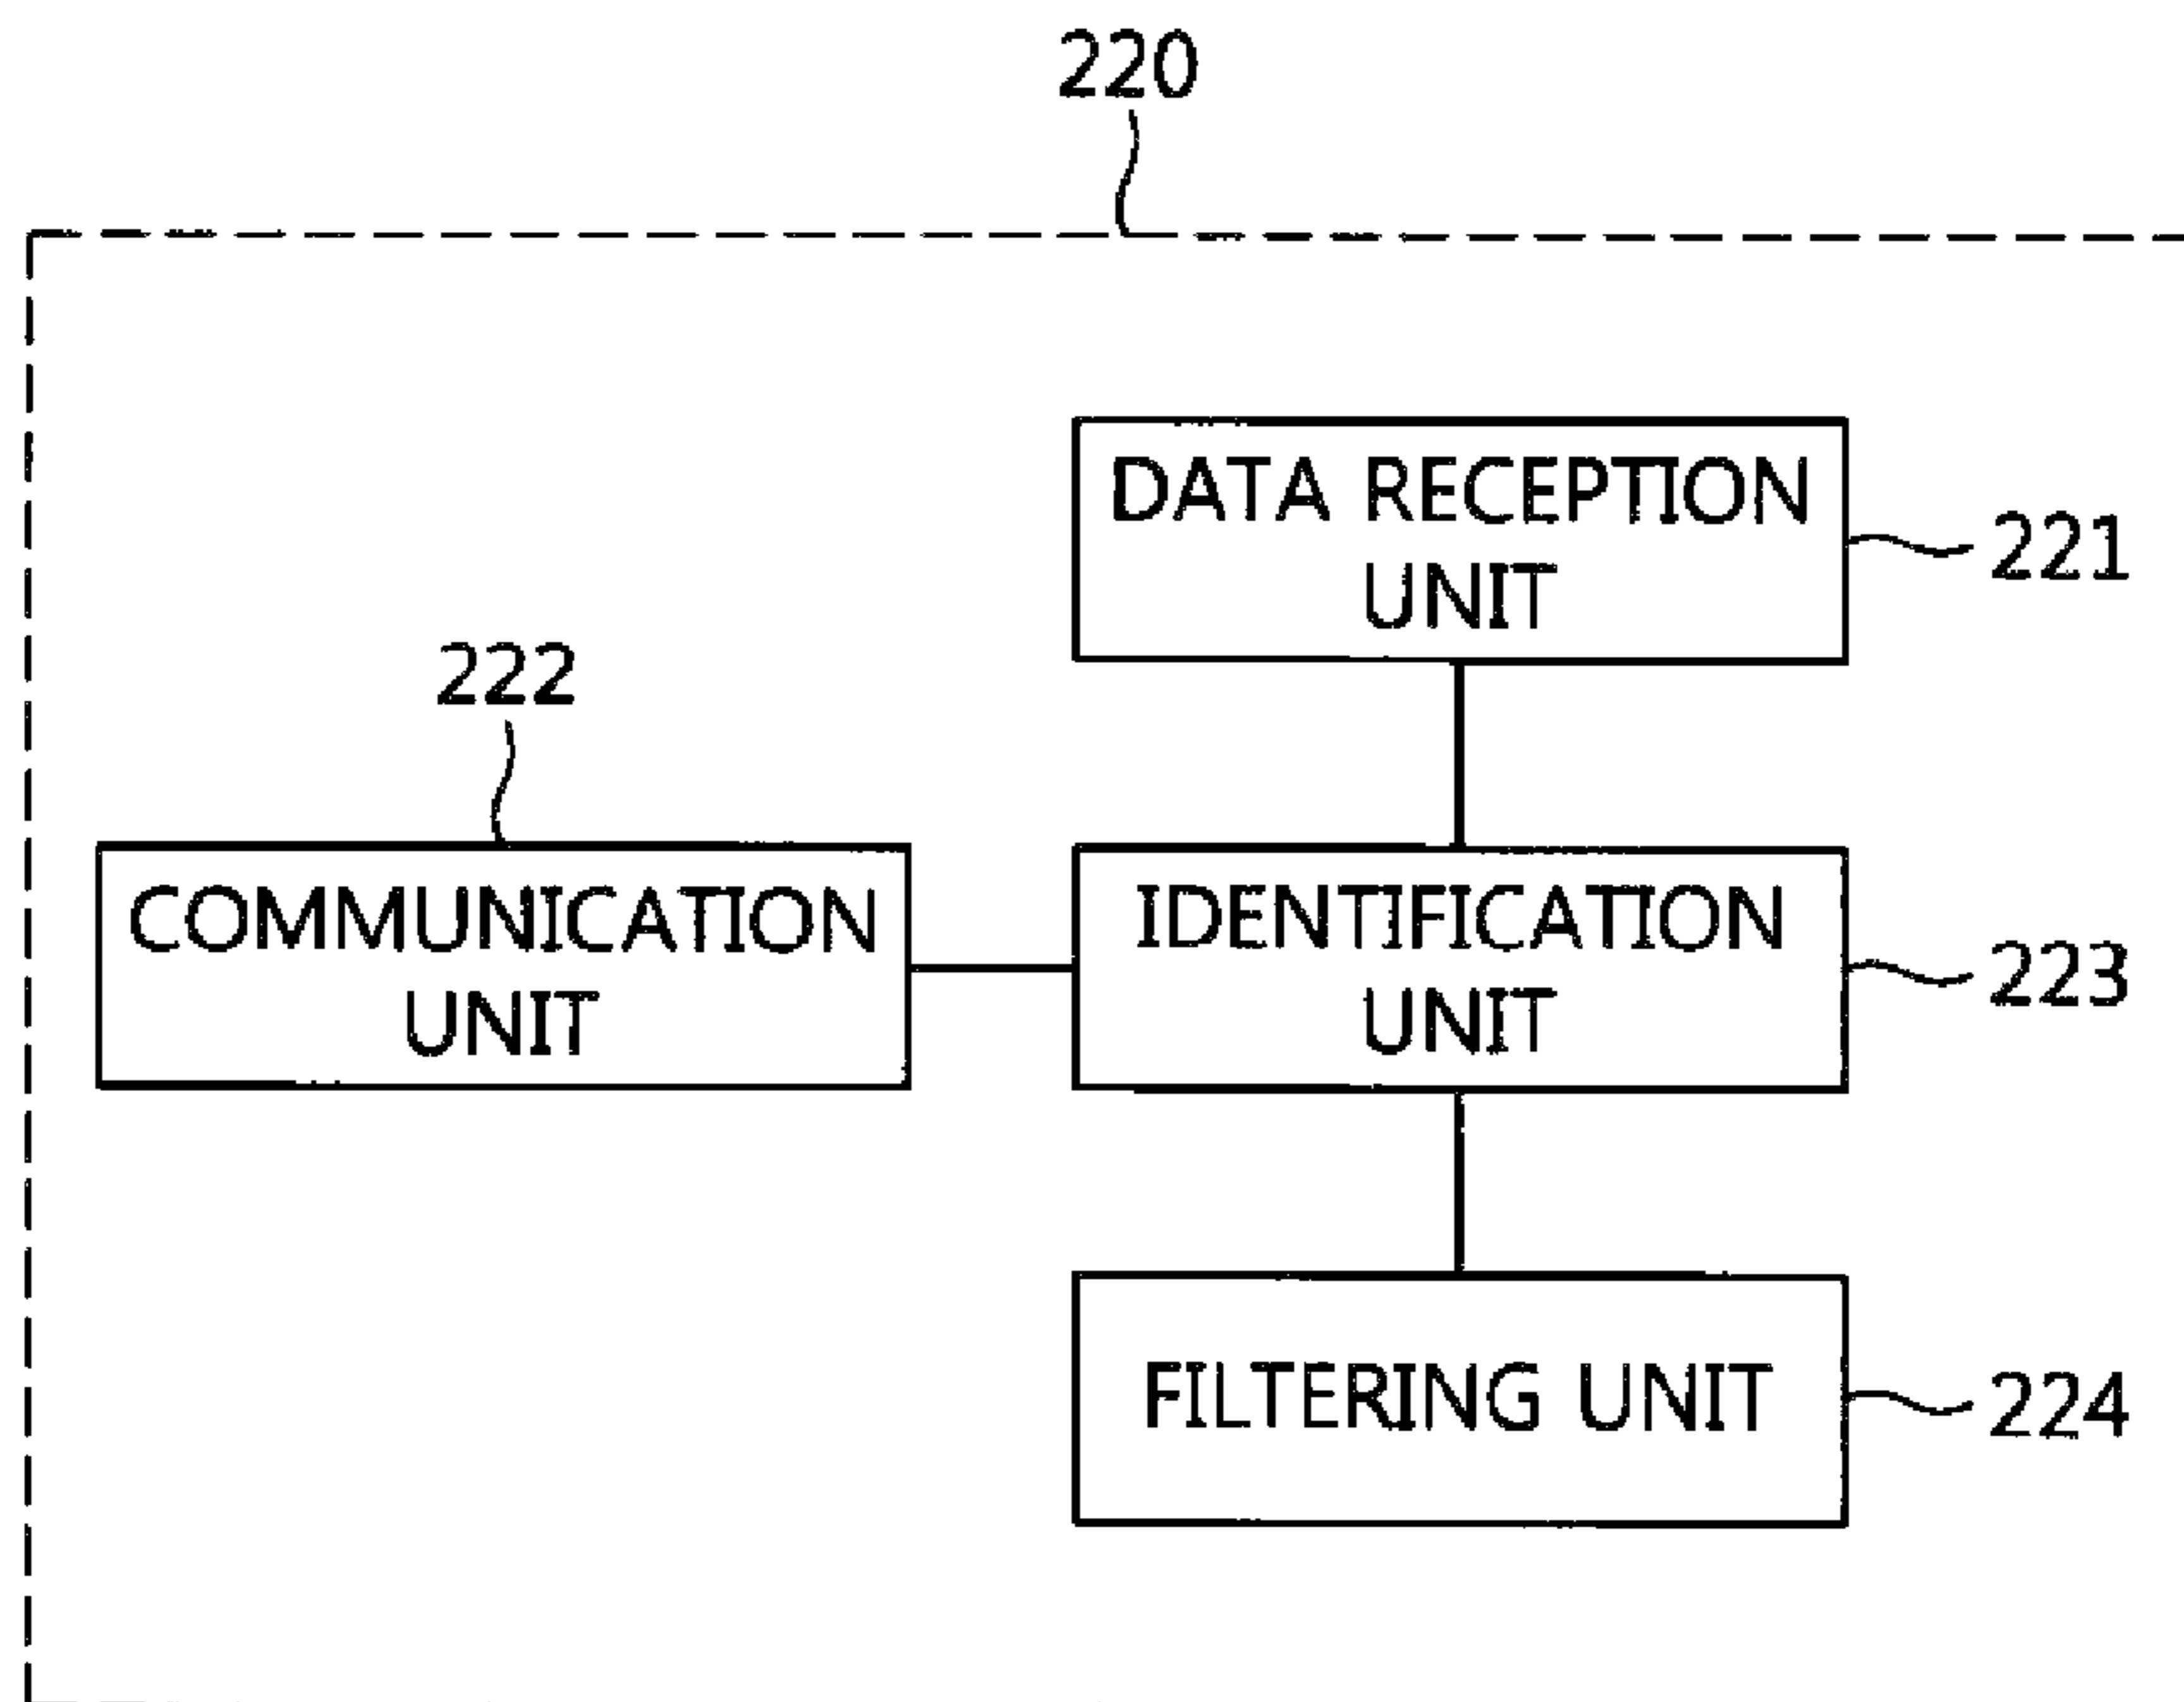 220
DATA RECEPTION
UNIT
221
222
COMMUNICATION
UNIT
IDENTIFICATION
UNIT
223
FILTERING UNIT
224